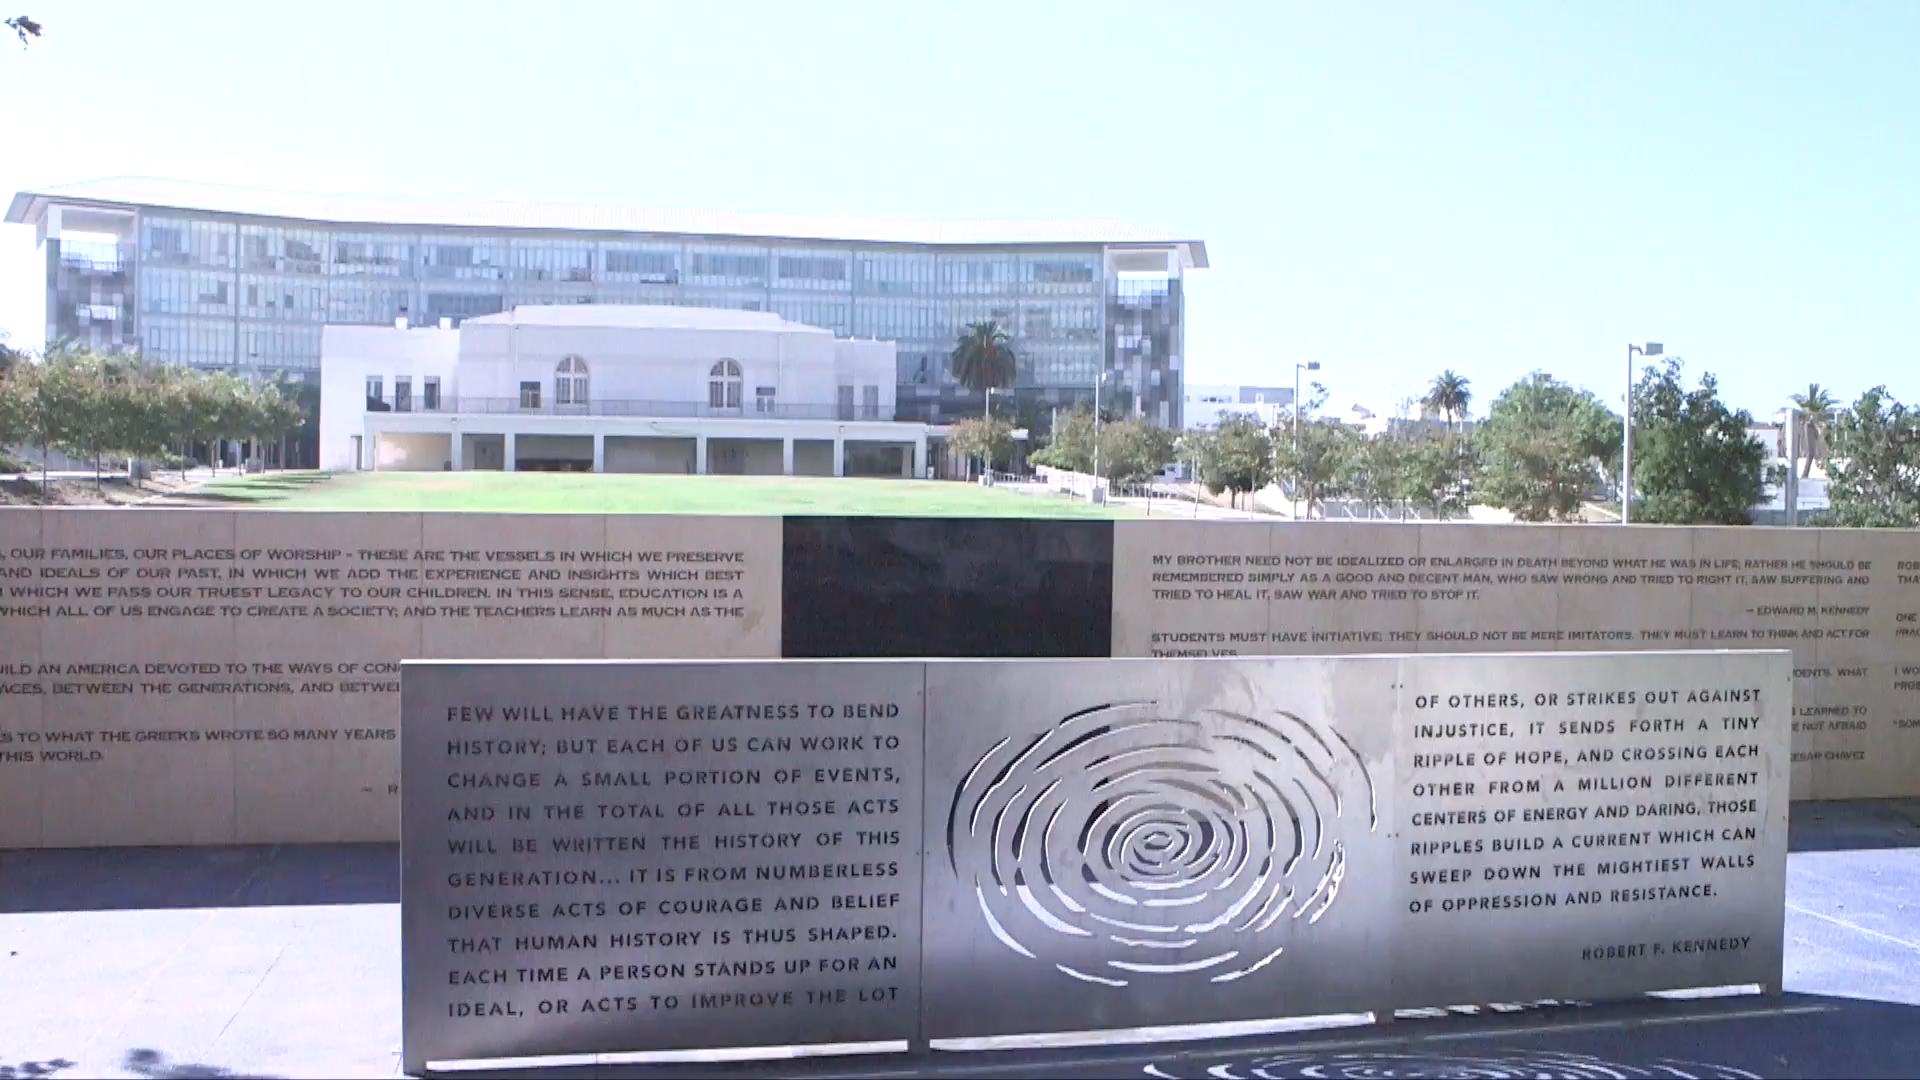 , OUR FAMILIES, OUR PLACES OF WORSHIP - THESE ARE THE VESSELS IN WHICH WE PRESERVE
AND IDEALS OF OUR PAST, IN WHICH WE ADD THE EXPERIENCE AND INSIGHTS WHICH BEST
WHICH WE PASS OUR TRUEST LEGACY TO OUR CHILDREN. IN THIS SENSE, EDUCATION IS A
WHICH ALL OF US ENGAGE TO CREATE A SOCIETY; AND THE TEACHERS LEARN AS MUCH AS THE
AN AMERICA DEVOTED TO THE WAYS OF
BETWEEN THE GENERATIONS, AND
TO WHAT THE GREEKS WROTE SO MANY YEARS
THIS WORLD.
MY BROTHER NEED NOT BE IDEALIZED OR ENLARGED IN DEATH BEYOND WHAT HE WAS IN LIFE; RATHER HE SHOULD BE
REMEMBERED SIMPLY AS A GOOD AND DECENT MAN, WHO SAW WRONG AND TRIED TO RIGHT IT, SAW SUFFERING AND
TRIED TO HEAL IT, SAW WAR AND TRIED TO STOP IT.
– EDWARD M. KENNEDY
STUDENTS MUST HAVE INITIATIVE; THEY SHOULD NOT BE MERE IMITATORS. THEY MUST LEARN TO THINK AND ACT FOR
THEMSELVES
WHAT
LEARNED TO
NOT AFRAID
CESAR CHAVEZ
ONE
FEW WILL HAVE THE GREATNESS TO BEND
HISTORY; BUT EACH OF US CAN WORK TO
CHANGE A SMALL PORTION OF EVENTS,
AND IN THE TOTAL OF ALL THOSE ACTS
WILL BE WRITTEN THE HISTORY OF THIS
GENERATION... IT IS FROM NUMBERLESS
DIVERSE ACTS OF COURAGE AND BELIEF
THAT HUMAN HISTORY IS THUS SHAPED.
EACH TIME A PERSON STANDS UP FOR AN
IDEAL, OR ACTS TO IMPROVE THE LOT
OF OTHERS, OR STRIKES OUT AGAINST
INJUSTICE, IT SENDS FORTH A TINY
RIPPLE OF HOPE, AND CROSSING EACH
OTHER FROM A MILLION DIFFERENT
CENTERS OF ENERGY AND DARING, THOSE
RIPPLES BUILD A CURRENT WHICH CAN
SWEEP DOWN THE MIGHTIEST WALLS
OF OPPRESSION AND RESISTANCE.
ROBERT F. KENNEDY